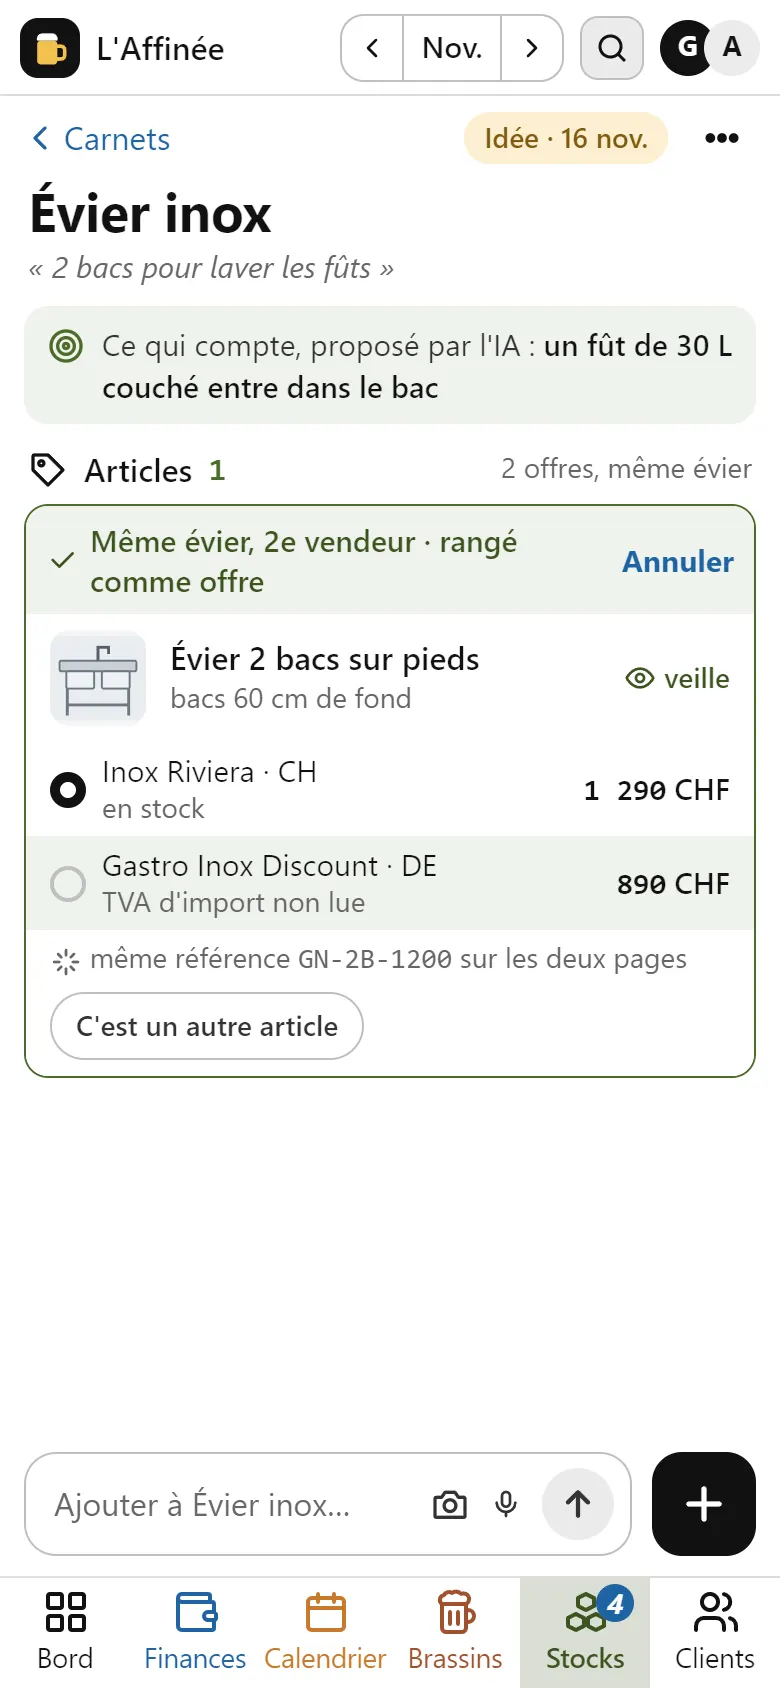 L'Affinée
Nov.
G
A
Carnets
Idée · 16 nov.
Évier inox
« 2 bacs pour laver les fûts »
Ce qui compte, proposé par l'IA : un fût de 30 L
couché entre dans le bac
Articles 1
2 offres, même évier
Même évier, 2e vendeur · rangé
comme offre
Annuler
Évier 2 bacs sur pieds
bacs 60 cm de fond
veille
Inox Riviera · CH
en stock
1 290 CHF
Gastro Inox Discount · DE
TVA d'import non lue
890 CHF
même référence GN-2B-1200 sur les deux pages
C'est un autre article
Ajouter à Évier inox...
Bord
Finances
Calendrier
Brassins
4
Stocks
Clients